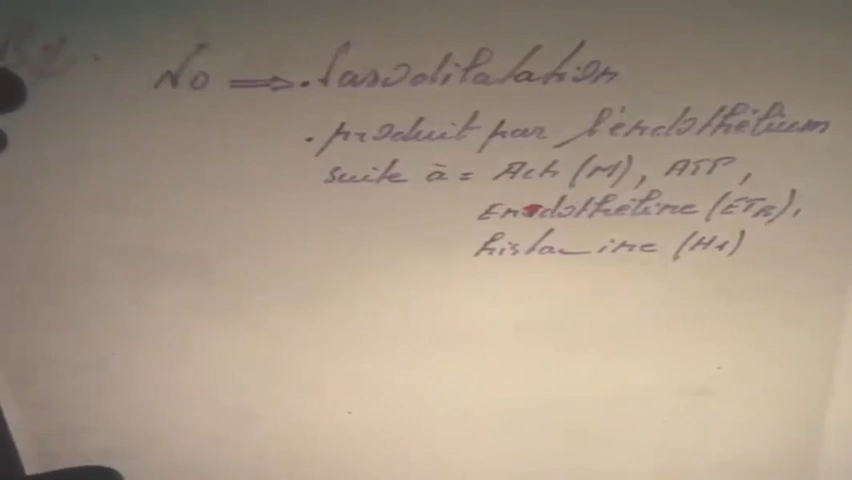 NO ⇒ . Vasodilatation
. produit par l'endothélium
suite à = Ach (M), ATP,
Endothéline (ETB),
histamine (H1)